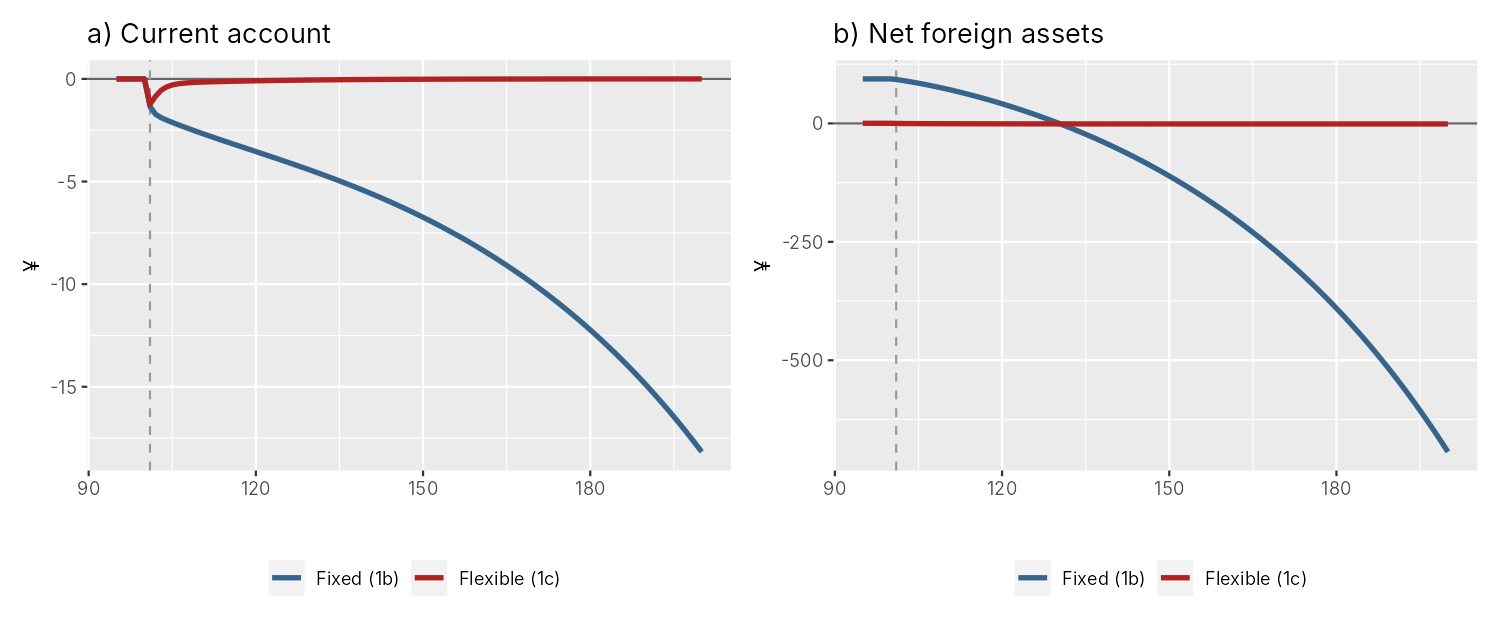 a) Current account
0
-5
-10
-15
¥
90 120 150 180
Fixed (1b) Flexible (1c)
b) Net foreign assets
0
-250
-500
¥
90 120 150 180
Fixed (1b) Flexible (1c)